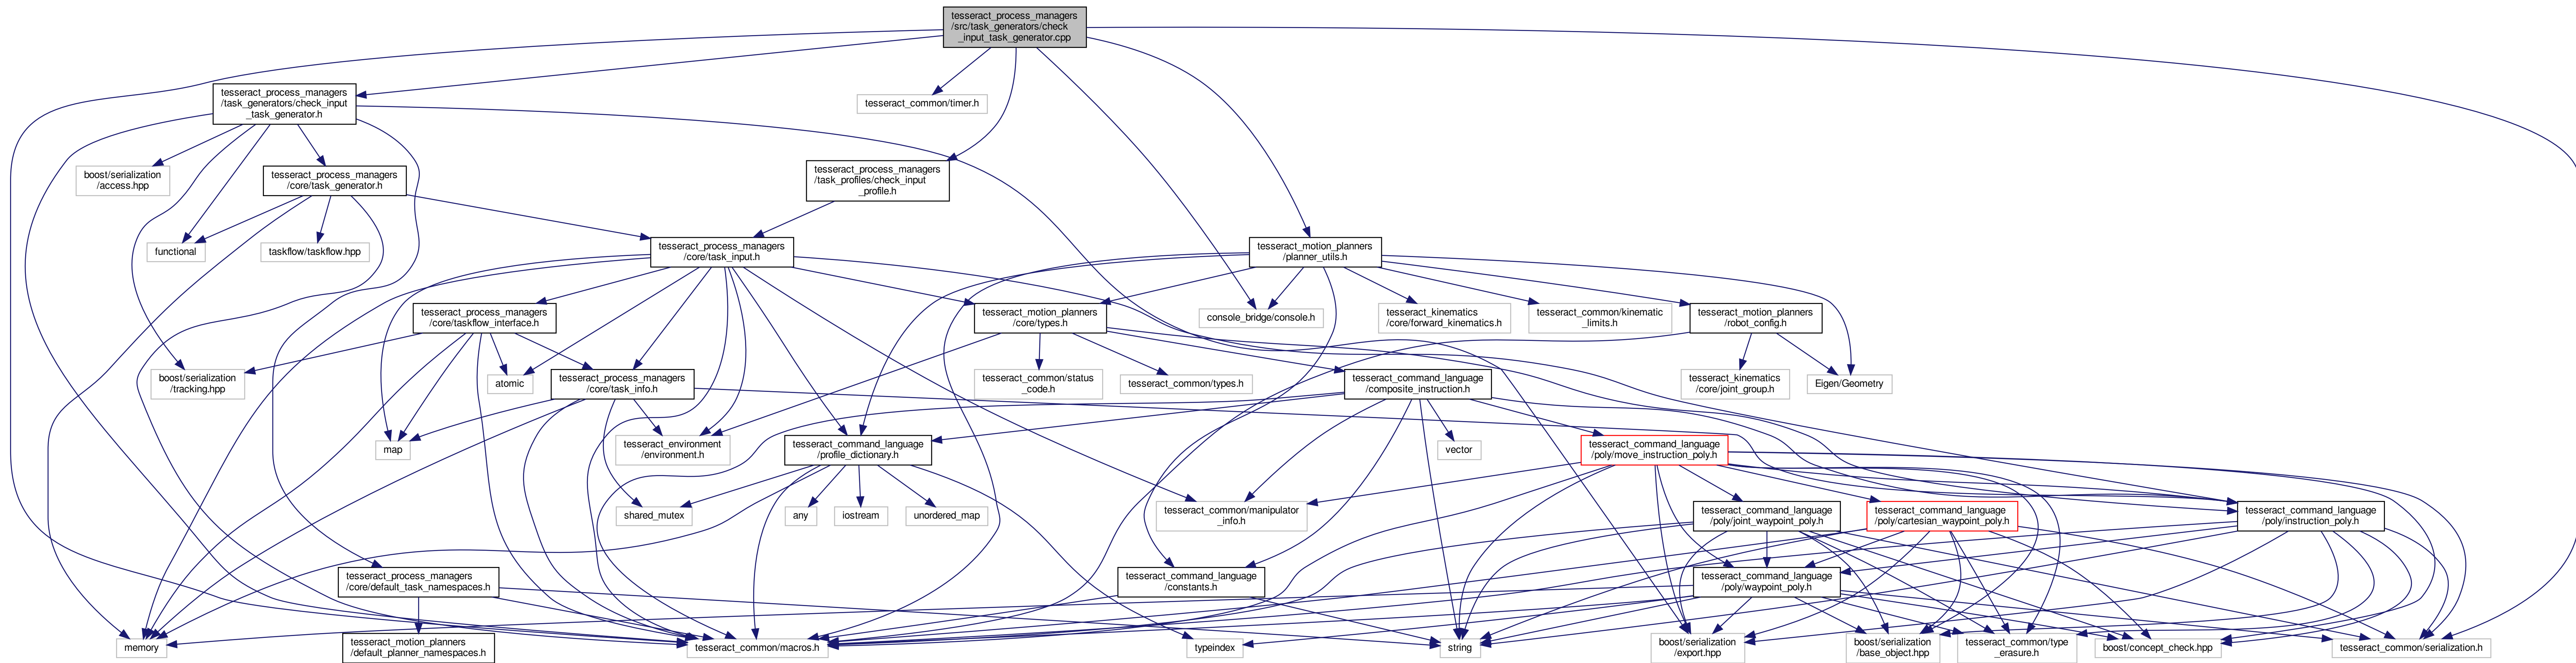 tesseract_process_managers
/src/task_generators/check
_input_task_generator.cpp
tesseract_process_managers
/task_generators/check_input
_task_generator.h
tesseract_common/timer.h
boost/serialization
/access.hpp
tesseract_process_managers
/core/task_generator.h
tesseract_process_managers
/task_profiles/check_input
_profile.h
functional
taskflow/taskflow.hpp
tesseract_process_managers
/core/task_input.h
tesseract_motion_planners
/planner_utils.h
tesseract_process_managers
/core/taskflow_interface.h
tesseract_motion_planners
/core/types.h
console_bridge/console.h
tesseract_kinematics
/core/forward_kinematics.h
tesseract_common/kinematic
_limits.h
tesseract_motion_planners
/robot_config.h
boost/serialization
/tracking.hpp
atomic
tesseract_process_managers
/core/task_info.h
tesseract_common/status
_code.h
tesseract_common/types.h
tesseract_command_language
/composite_instruction.h
tesseract_kinematics
/core/joint_group.h
Eigen/Geometry
map
tesseract_environment
/environment.h
tesseract_command_language
/profile_dictionary.h
vector
tesseract_command_language
/poly/move_instruction_poly.h
shared_mutex
any
iostream
unordered_map
tesseract_common/manipulator
_info.h
tesseract_command_language
/poly/joint_waypoint_poly.h
tesseract_command_language
/poly/cartesian_waypoint_poly.h
tesseract_command_language
/poly/instruction_poly.h
tesseract_process_managers
/core/default_task_namespaces.h
tesseract_command_language
/constants.h
tesseract_command_language
/poly/waypoint_poly.h
memory
tesseract_motion_planners
/default_planner_namespaces.h
tesseract_common/macros.h
typeindex
string
boost/serialization
/export.hpp
boost/serialization
/base_object.hpp
tesseract_common/type
_erasure.h
boost/concept_check.hpp
tesseract_common/serialization.h